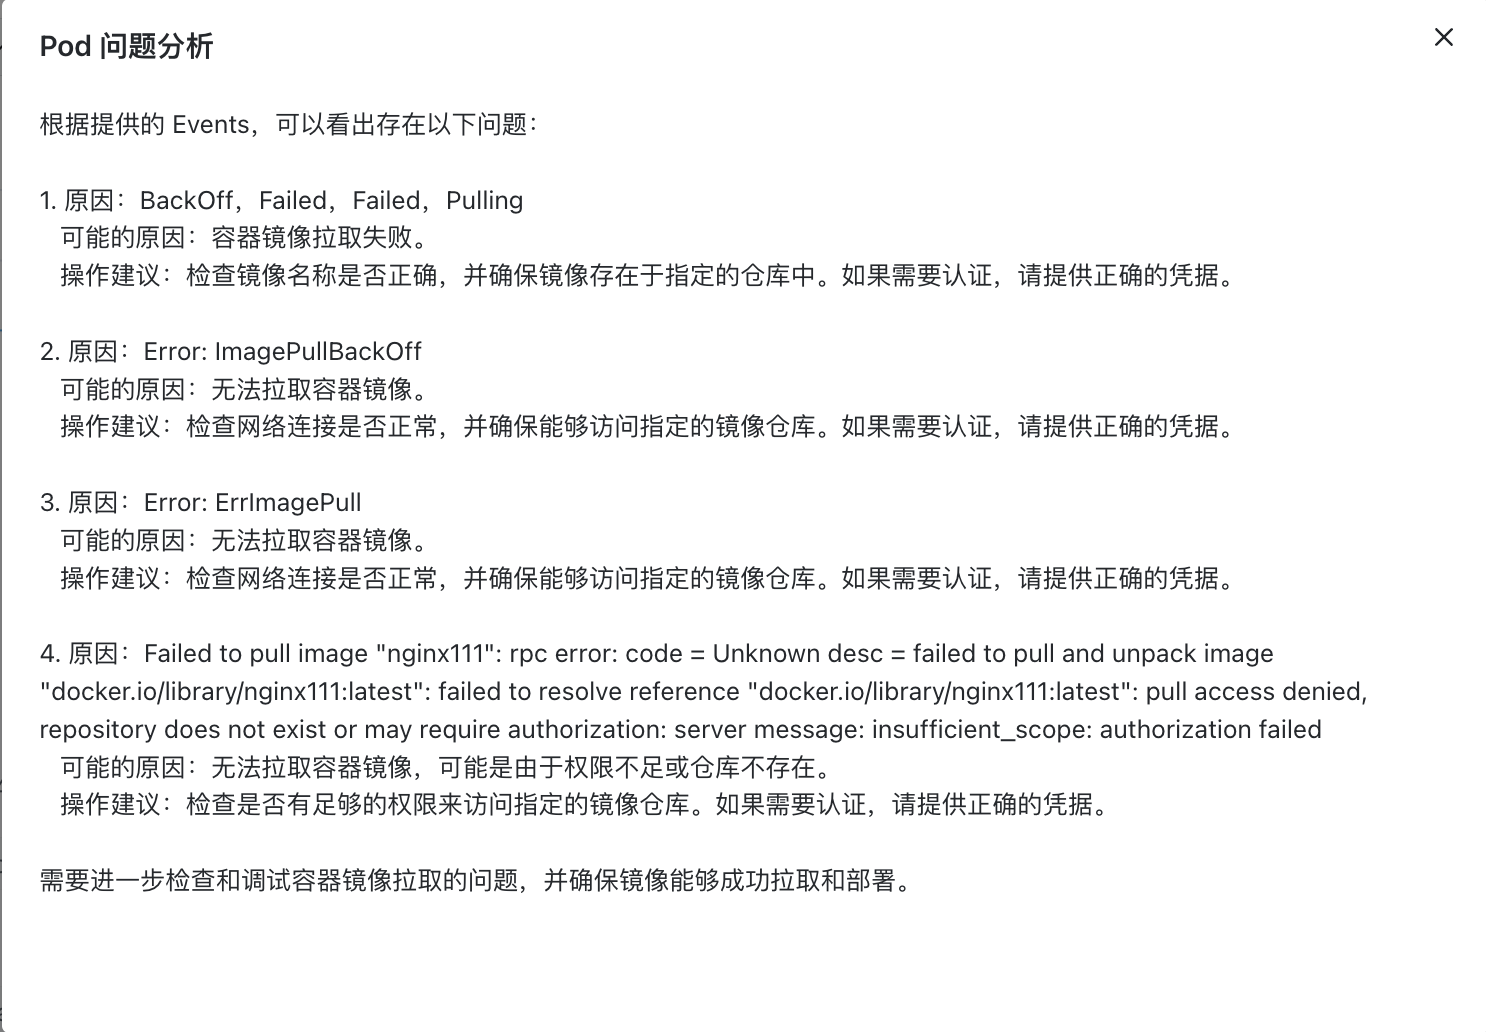 Pod 问题分析
根据提供的 Events，可以看出存在以下问题：
1. 原因：BackOff，Failed，Failed，Pulling
可能的原因：容器镜像拉取失败。
操作建议：检查镜像名称是否正确，并确保镜像存在于指定的仓库中。如果需要认证，请提供正确的凭据。
2. 原因：Error: ImagePullBackOff
可能的原因：无法拉取容器镜像。
操作建议：检查网络连接是否正常，并确保能够访问指定的镜像仓库。如果需要认证，请提供正确的凭据。
3. 原因：Error: ErrImagePull
可能的原因：无法拉取容器镜像。
操作建议：检查网络连接是否正常，并确保能够访问指定的镜像仓库。如果需要认证，请提供正确的凭据。
4. 原因：Failed to pull image "nginx111": rpc error: code = Unknown desc = failed to pull and unpack image
"docker.io/library/nginx111:latest": failed to resolve reference "docker.io/library/nginx111:latest": pull access denied,
repository does not exist or may require authorization: server message: insufficient_scope: authorization failed
可能的原因：无法拉取容器镜像，可能是由于权限不足或仓库不存在。
操作建议：检查是否有足够的权限来访问指定的镜像仓库。如果需要认证，请提供正确的凭据。
需要进一步检查和调试容器镜像拉取的问题，并确保镜像能够成功拉取和部署。